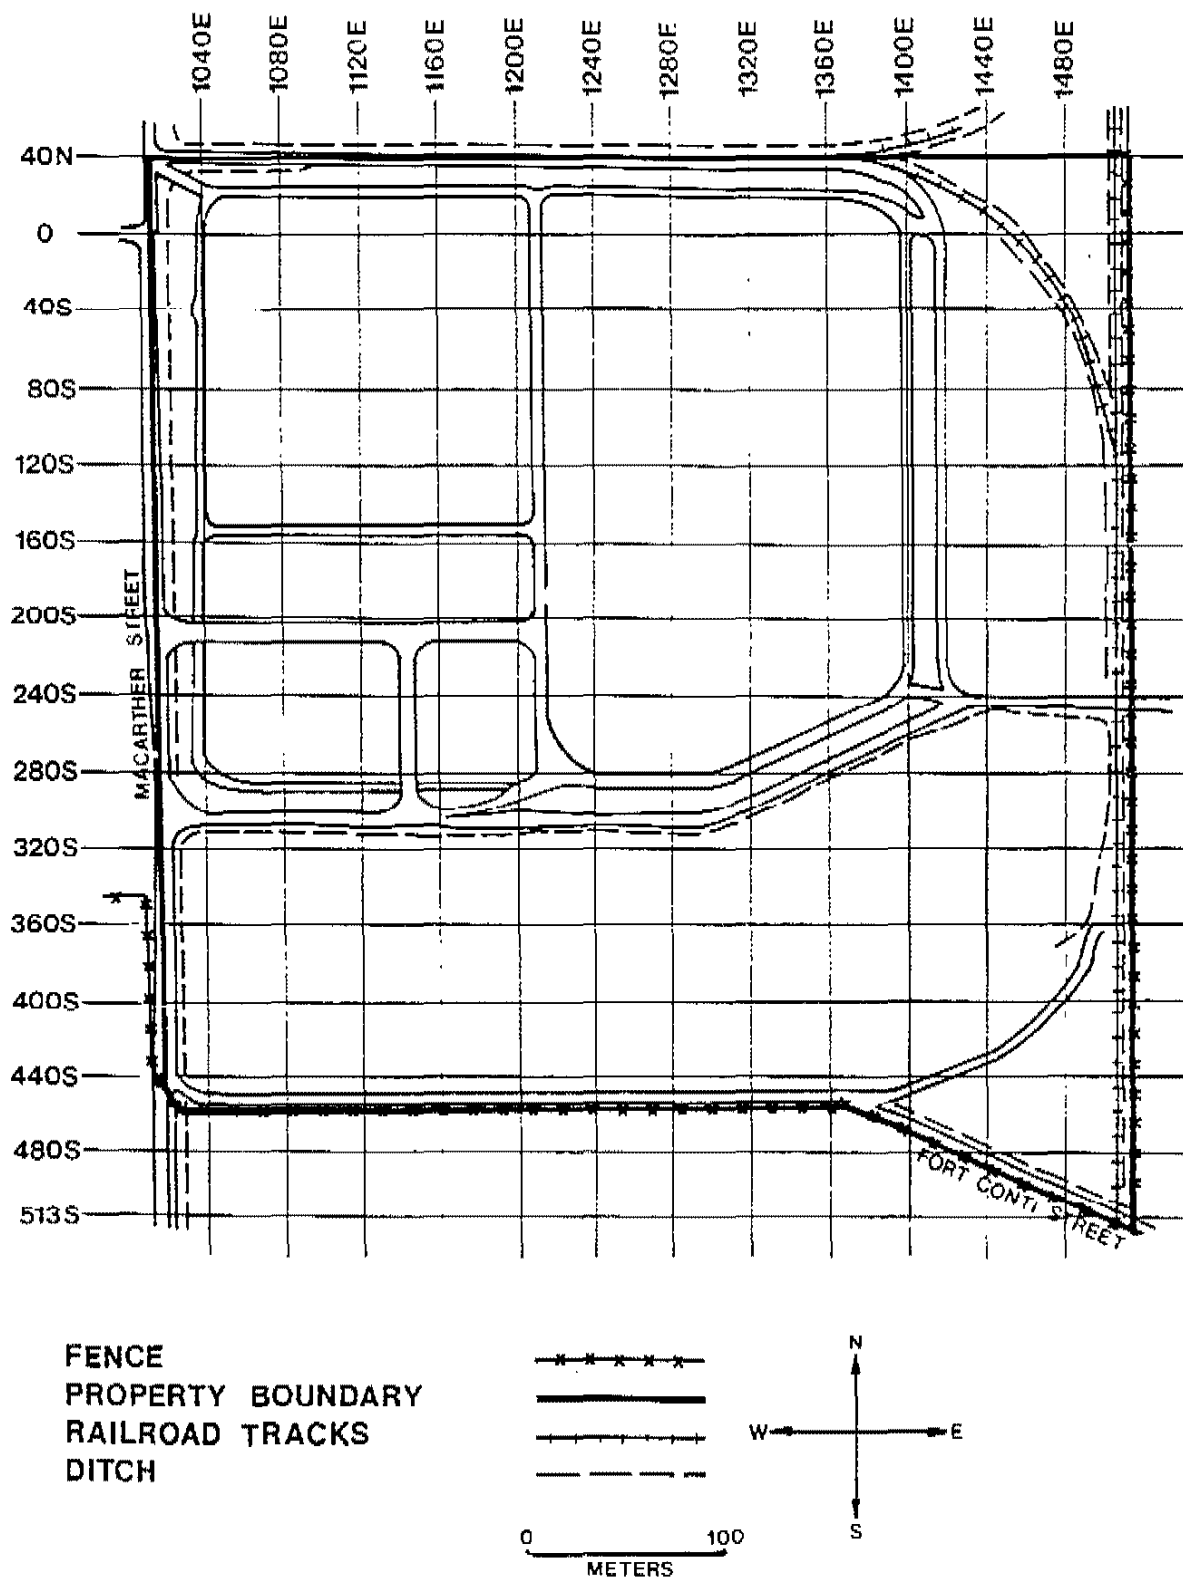 1040E
1080E
1120E
1160E
1200E
1240E
1280E
1320E
1360E
1400E
1440E
1480E
40N
0
40S
80S
120S
160S
200S
240S
280S
320S
360S
400S
440S
480S
513S
MACARTHER STREET
FORT CONTI STREET
FENCE
PROPERTY BOUNDARY
RAILROAD TRACKS
DITCH
N
W E
S
0 100
METERS